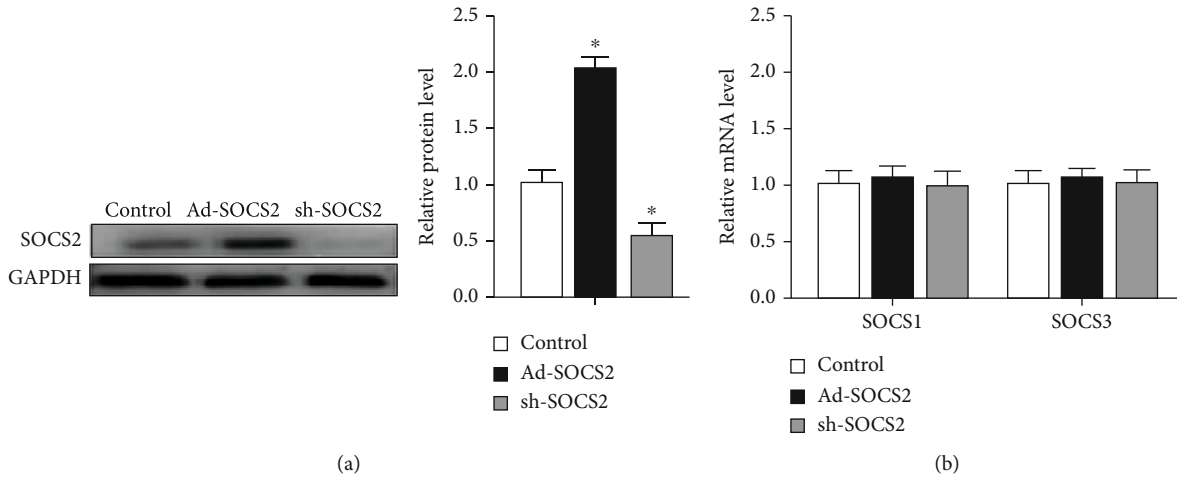 Control Ad-SOCS2 sh-SOCS2
SOCS2
GAPDH
Relative protein level
2.5
2.0
1.5
1.0
0.5
0.0
*
*
Control
Ad-SOCS2
sh-SOCS2
(a)
Relative mRNA level
2.5
2.0
1.5
1.0
0.5
0.0
SOCS1 SOCS3
Control
Ad-SOCS2
sh-SOCS2
(b)